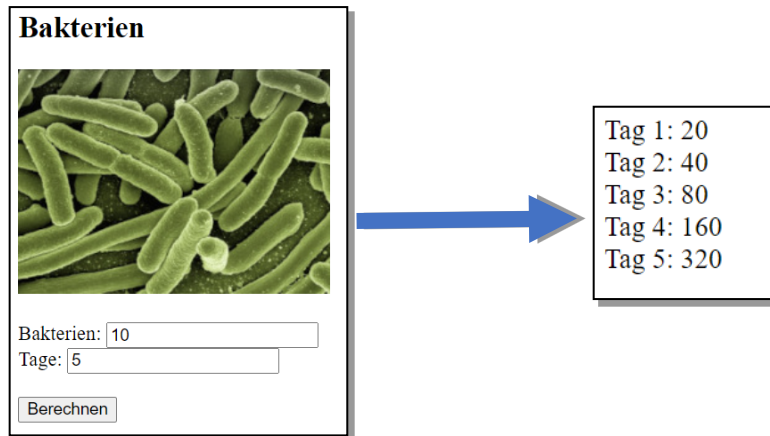 Bakterien
Bakterien: 10
Tage: 5
Berechnen
Tag 1: 20
Tag 2: 40
Tag 3: 80
Tag 4: 160
Tag 5: 320